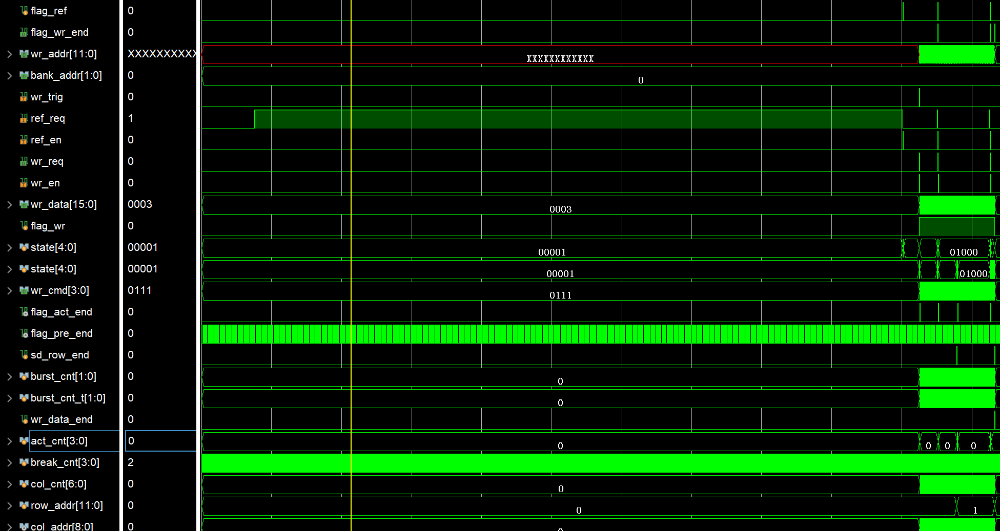 flag_ref 0
flag_wr_end 0
wr_addr[11:0] XXXXXXXXXX XXXXXXXXXXXX
bank_addr[1:0] 0 0
wr_trig 0
ref_req 1
ref_en 0
wr_req 0
wr_en 0
wr_data[15:0] 0003 0003
flag_wr 0
state[4:0] 00001 00001 01000
state[4:0] 00001 00001 01000
wr_cmd[3:0] 0111 0111
flag_act_end 0
flag_pre_end 0
sd_row_end 0
burst_cnt[1:0] 0 0
burst_cnt_t[1:0] 0 0
wr_data_end 0
act_cnt[3:0] 0 0 0 0 0
break_cnt[3:0] 2
col_cnt[6:0] 0 0
row_addr[11:0] 0 0 1
col_addr[8:0] 0 0